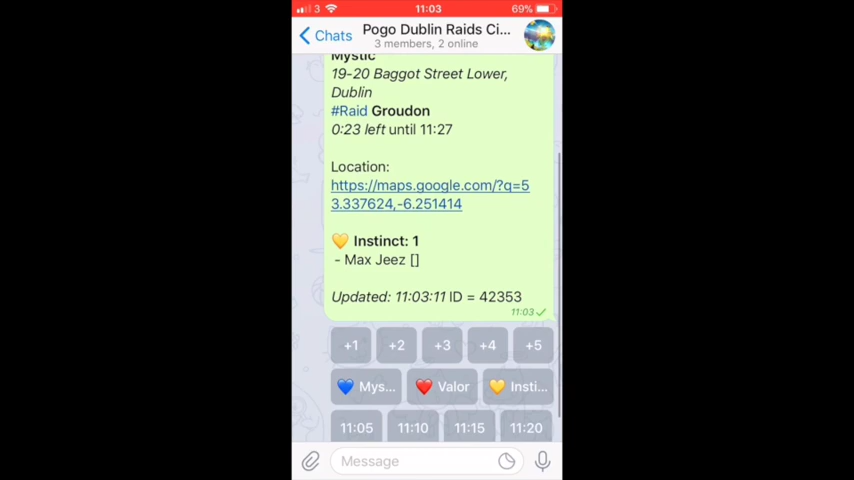 3 11:03 69%
Chats Pogo Dublin Raids Ci...
3 members, 2 online
Mystic
19-20 Baggot Street Lower,
Dublin
#Raid Groudon
0:23 left until 11:27
Location:
https://maps.google.com/?q=5
3.337624,-6.251414
💛 Instinct: 1
- Max Jeez []
Updated: 11:03:11 ID = 42353
11:03
+1 +2 +3 +4 +5
💙 Mys... ❤️ Valor 💛 Insti...
11:05 11:10 11:15 11:20
Message